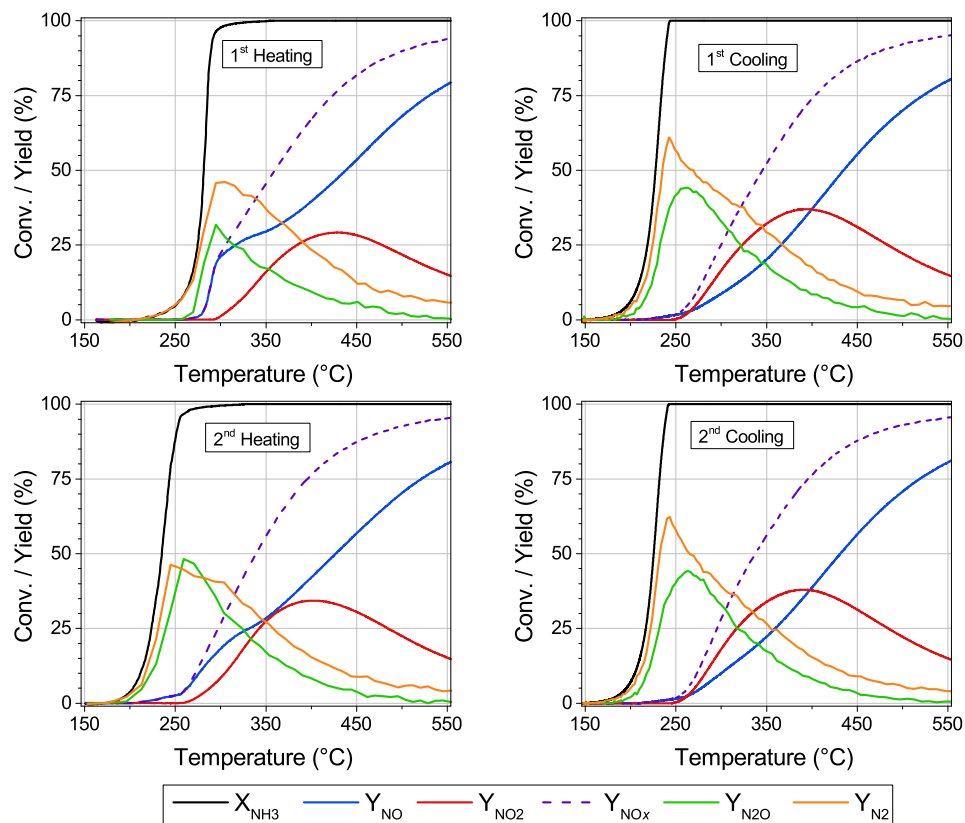 100
75
50
25
0
Conv. / Yield (%)
1st Heating
150 250 350 450 550
Temperature (°C)
100
75
50
25
0
Conv. / Yield (%)
1st Cooling
150 250 350 450 550
Temperature (°C)
100
75
50
25
0
Conv. / Yield (%)
2nd Heating
150 250 350 450 550
Temperature (°C)
100
75
50
25
0
Conv. / Yield (%)
2nd Cooling
150 250 350 450 550
Temperature (°C)
XNH3 YNO YNO2 YNOx YN2O YN2